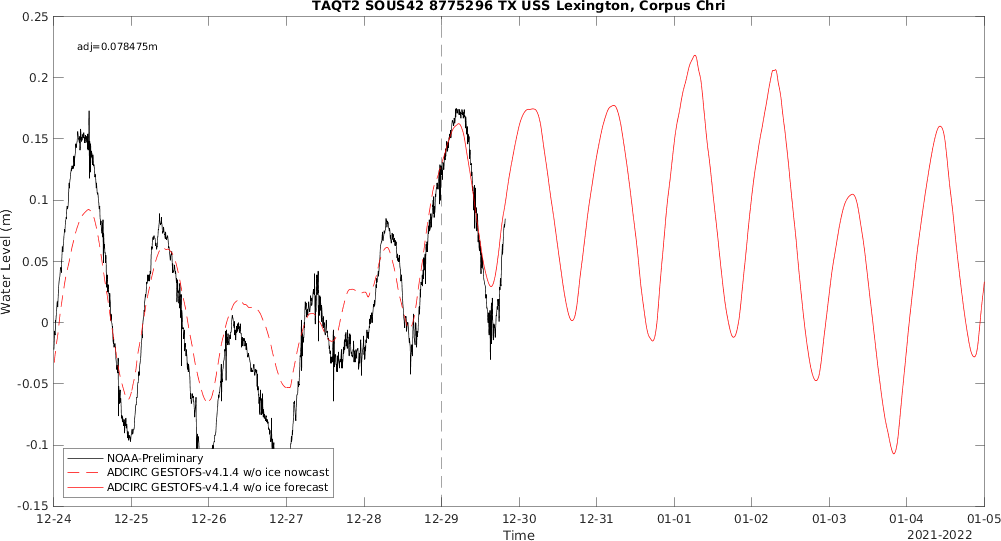 TAQT2 SOUS42 8775296 TX USS Lexington, Corpus Chri
adj=0.078475m
0.25
0.2
0.15
0.1
0.05
0
-0.05
-0.1
-0.15
Water Level (m)
NOAA-Preliminary
ADCIRC GESTOFS-v4.1.4 w/o ice nowcast
ADCIRC GESTOFS-v4.1.4 w/o ice forecast
12-24 12-25 12-26 12-27 12-28 12-29 12-30 12-31 01-01 01-02 01-03 01-04 01-05
Time
2021-2022